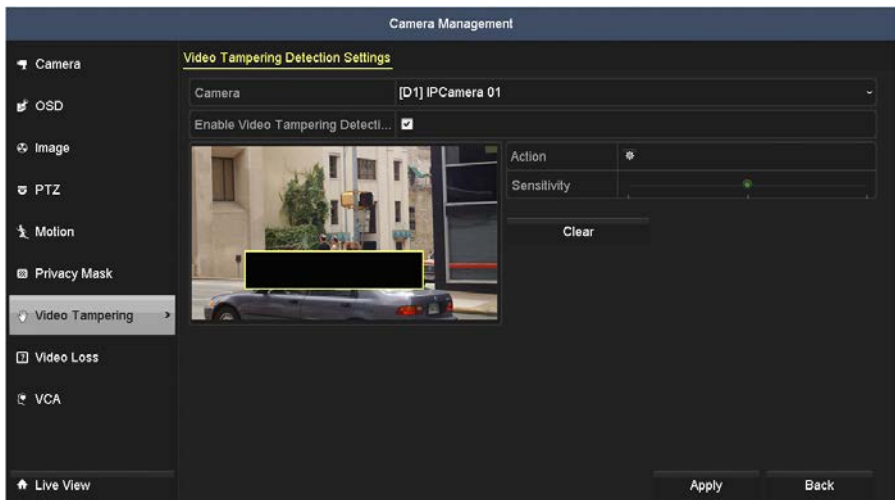 Camera Management
Camera
OSD
Image
PTZ
Motion
Privacy Mask
Video Tampering
Video Loss
VCA
Live View
Video Tampering Detection Settings
Camera [D1] IPCamera 01
Enable Video Tampering Detecti...
Action
Sensitivity
Clear
Apply Back